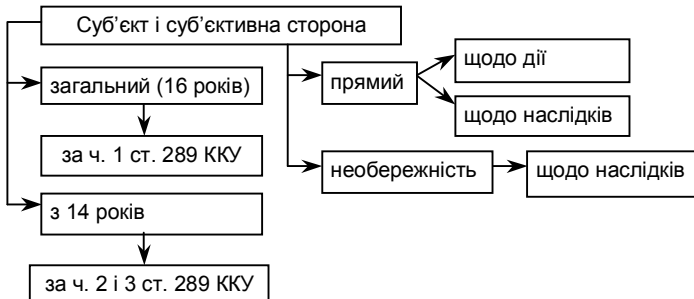 Суб’єкт і суб’єктивна сторона
загальний (16 років)
за ч. 1 ст. 289 ККУ
з 14 років
за ч. 2 і 3 ст. 289 ККУ
прямий
щодо дії
щодо наслідків
необережність
щодо наслідків